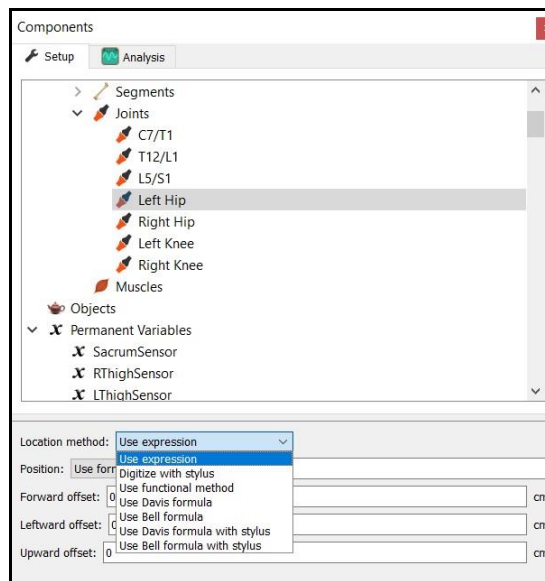 Components
Setup Analysis
Segments
Joints
C7/T1
T12/L1
L5/S1
Left Hip
Right Hip
Left Knee
Right Knee
Muscles
Objects
Permanent Variables
SacrumSensor
RThighSensor
LThighSensor
Location method: Use expression
Use expression
Position: Use for
Digitize with stylus
Use functional method
Forward offset: 0 cm
Use Davis formula
Use Bell formula
Leftward offset: cm
Use Davis formula with stylus
Use Bell formula with stylus
Upward offset: 0 cm